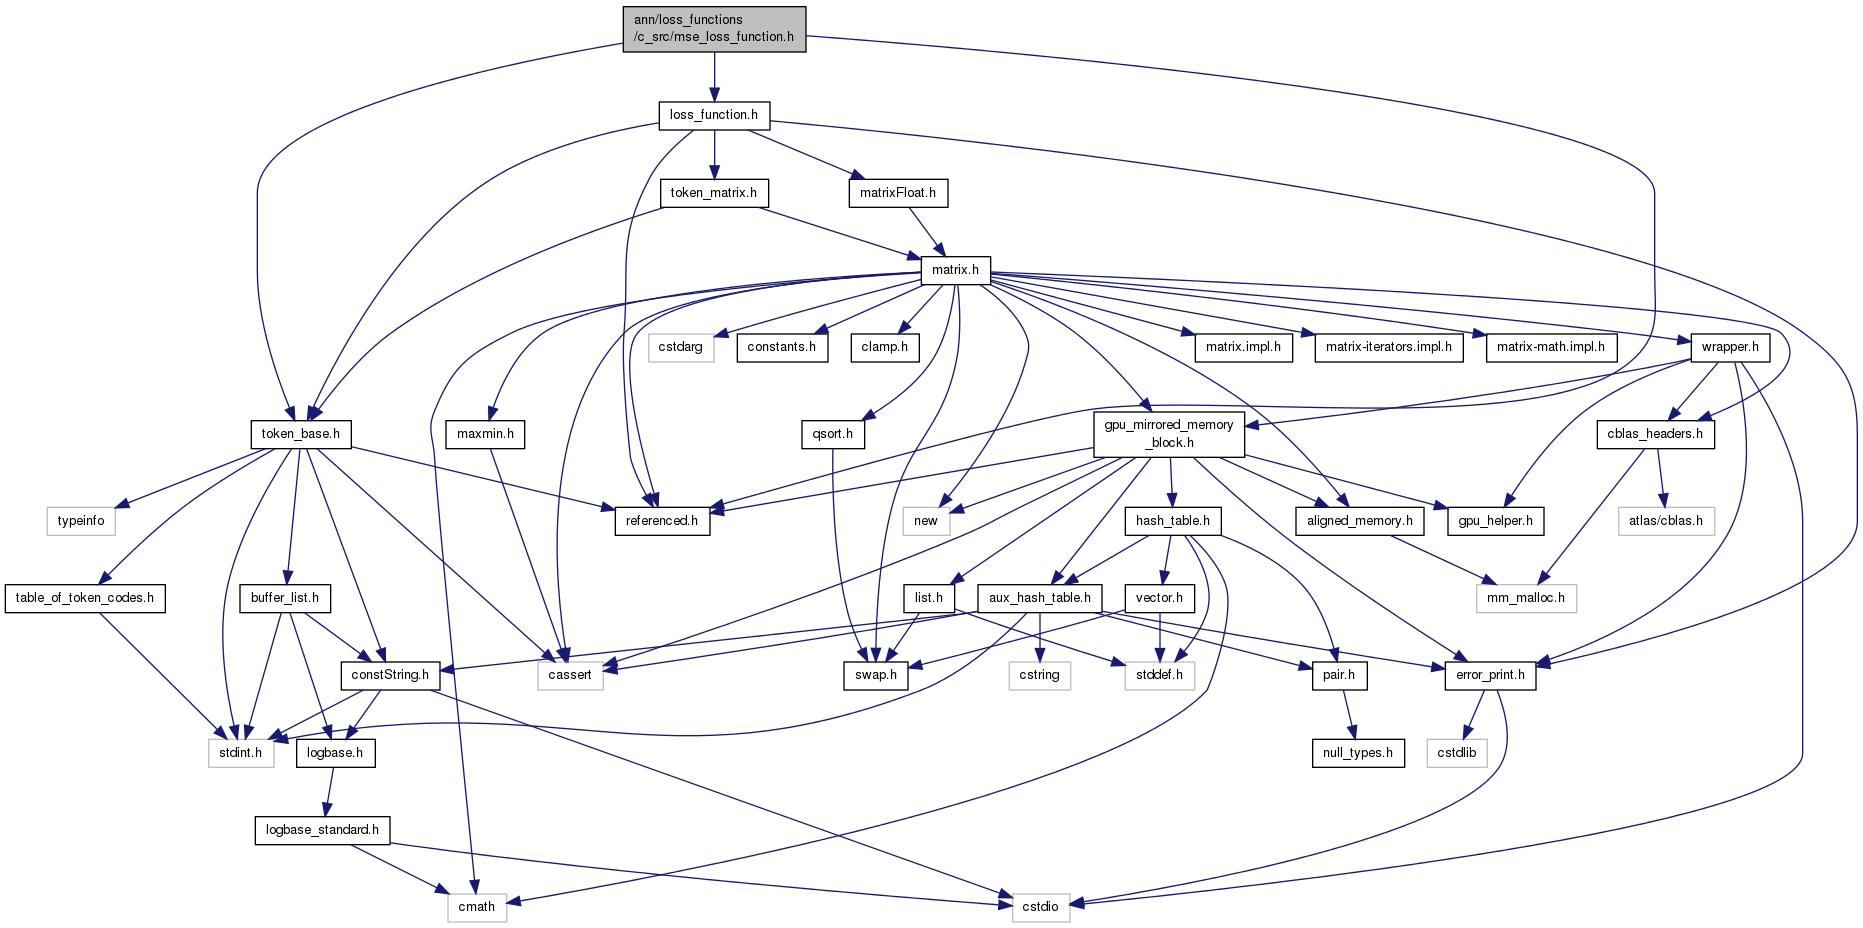 ann/loss_functions
/c_src/mse_loss_function.h
loss_function.h
token_matrix.h
matrixFloat.h
matrix.h
cstdarg
constants.h
clamp.h
matrix.impl.h
matrix-iterators.impl.h
matrix-math.impl.h
wrapper.h
token_base.h
maxmin.h
qsort.h
gpu_mirrored_memory
_block.h
cblas_headers.h
typeinfo
referenced.h
new
hash_table.h
aligned_memory.h
gpu_helper.h
atlas/cblas.h
table_of_token_codes.h
buffer_list.h
list.h
aux_hash_table.h
vector.h
mm_malloc.h
constString.h
cassert
swap.h
cstring
stddef.h
pair.h
error_print.h
stdint.h
logbase.h
null_types.h
cstdlib
logbase_standard.h
cmath
cstdio